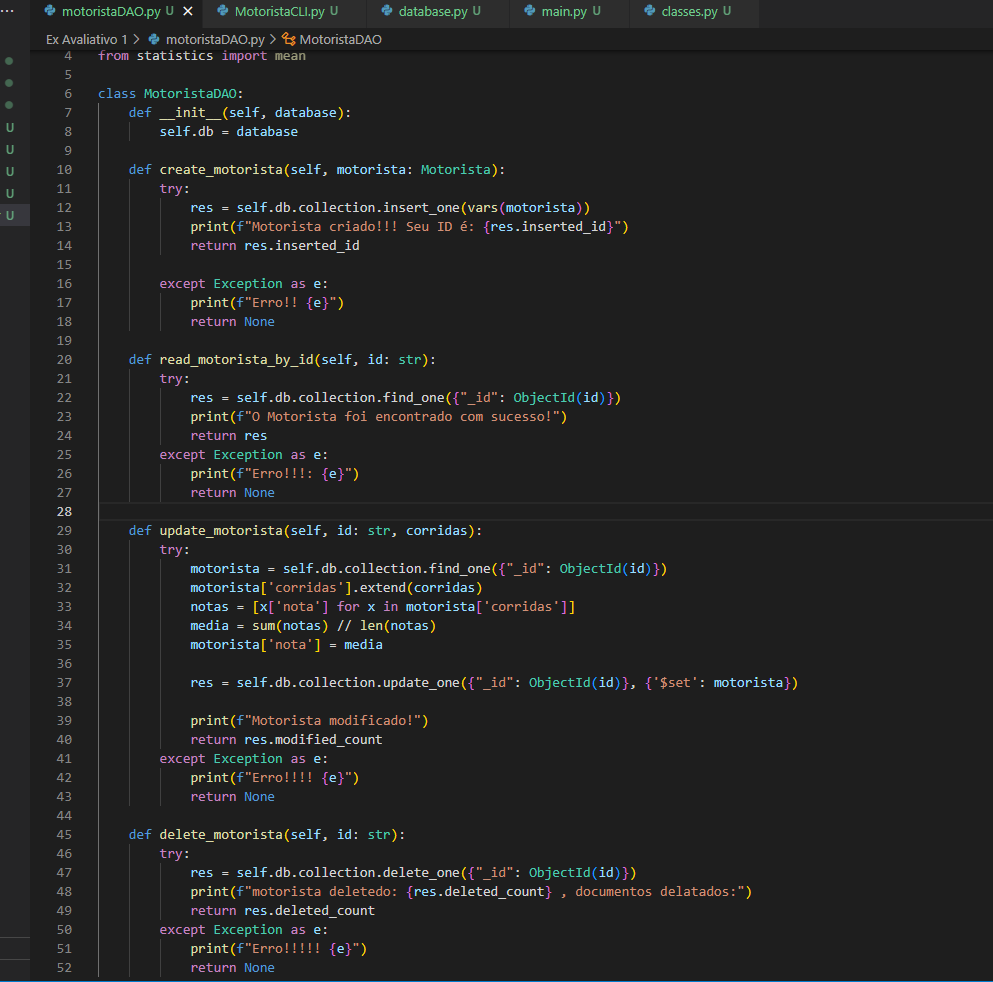 motoristaDAO.py U
MotoristaCLI.py U
database.py U
main.py U
classes.py U
Ex Avaliativo 1 > motoristaDAO.py > MotoristaDAO
4 from statistics import mean
5
6 class MotoristaDAO:
7 def __init__(self, database):
8 self.db = database
9
10 def create_motorista(self, motorista: Motorista):
11 try:
12 res = self.db.collection.insert_one(vars(motorista))
13 print(f"Motorista criado!!! Seu ID é: {res.inserted_id}")
14 return res.inserted_id
15
16 except Exception as e:
17 print(f"Erro!! {e}")
18 return None
19
20 def read_motorista_by_id(self, id: str):
21 try:
22 res = self.db.collection.find_one({"_id": ObjectId(id)})
23 print(f"O Motorista foi encontrado com sucesso!")
24 return res
25 except Exception as e:
26 print(f"Erro!!!: {e}")
27 return None
28
29 def update_motorista(self, id: str, corridas):
30 try:
31 motorista = self.db.collection.find_one({"_id": ObjectId(id)})
32 motorista['corridas'].extend(corridas)
33 notas = [x['nota'] for x in motorista['corridas']]
34 media = sum(notas) // len(notas)
35 motorista['nota'] = media
36
37 res = self.db.collection.update_one({"_id": ObjectId(id)}, {'$set': motorista})
38
39 print(f"Motorista modificado!")
40 return res.modified_count
41 except Exception as e:
42 print(f"Erro!!!! {e}")
43 return None
44
45 def delete_motorista(self, id: str):
46 try:
47 res = self.db.collection.delete_one({"_id": ObjectId(id)})
48 print(f"motorista deletedo: {res.deleted_count} , documentos delatados:")
49 return res.deleted_count
50 except Exception as e:
51 print(f"Erro!!!!! {e}")
52 return None
U
U
U
U
U